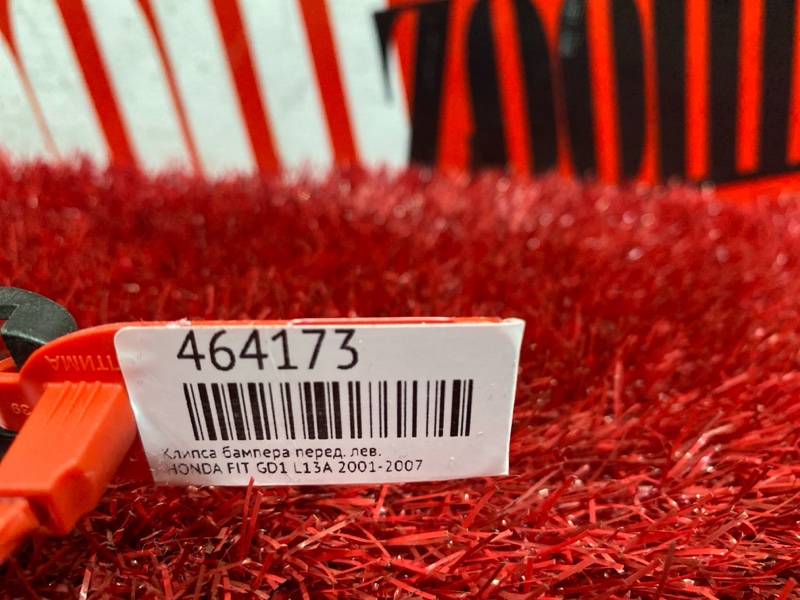 464173
Клипса бампера перед. лев.
HONDA FIT GD1 L13A 2001-2007